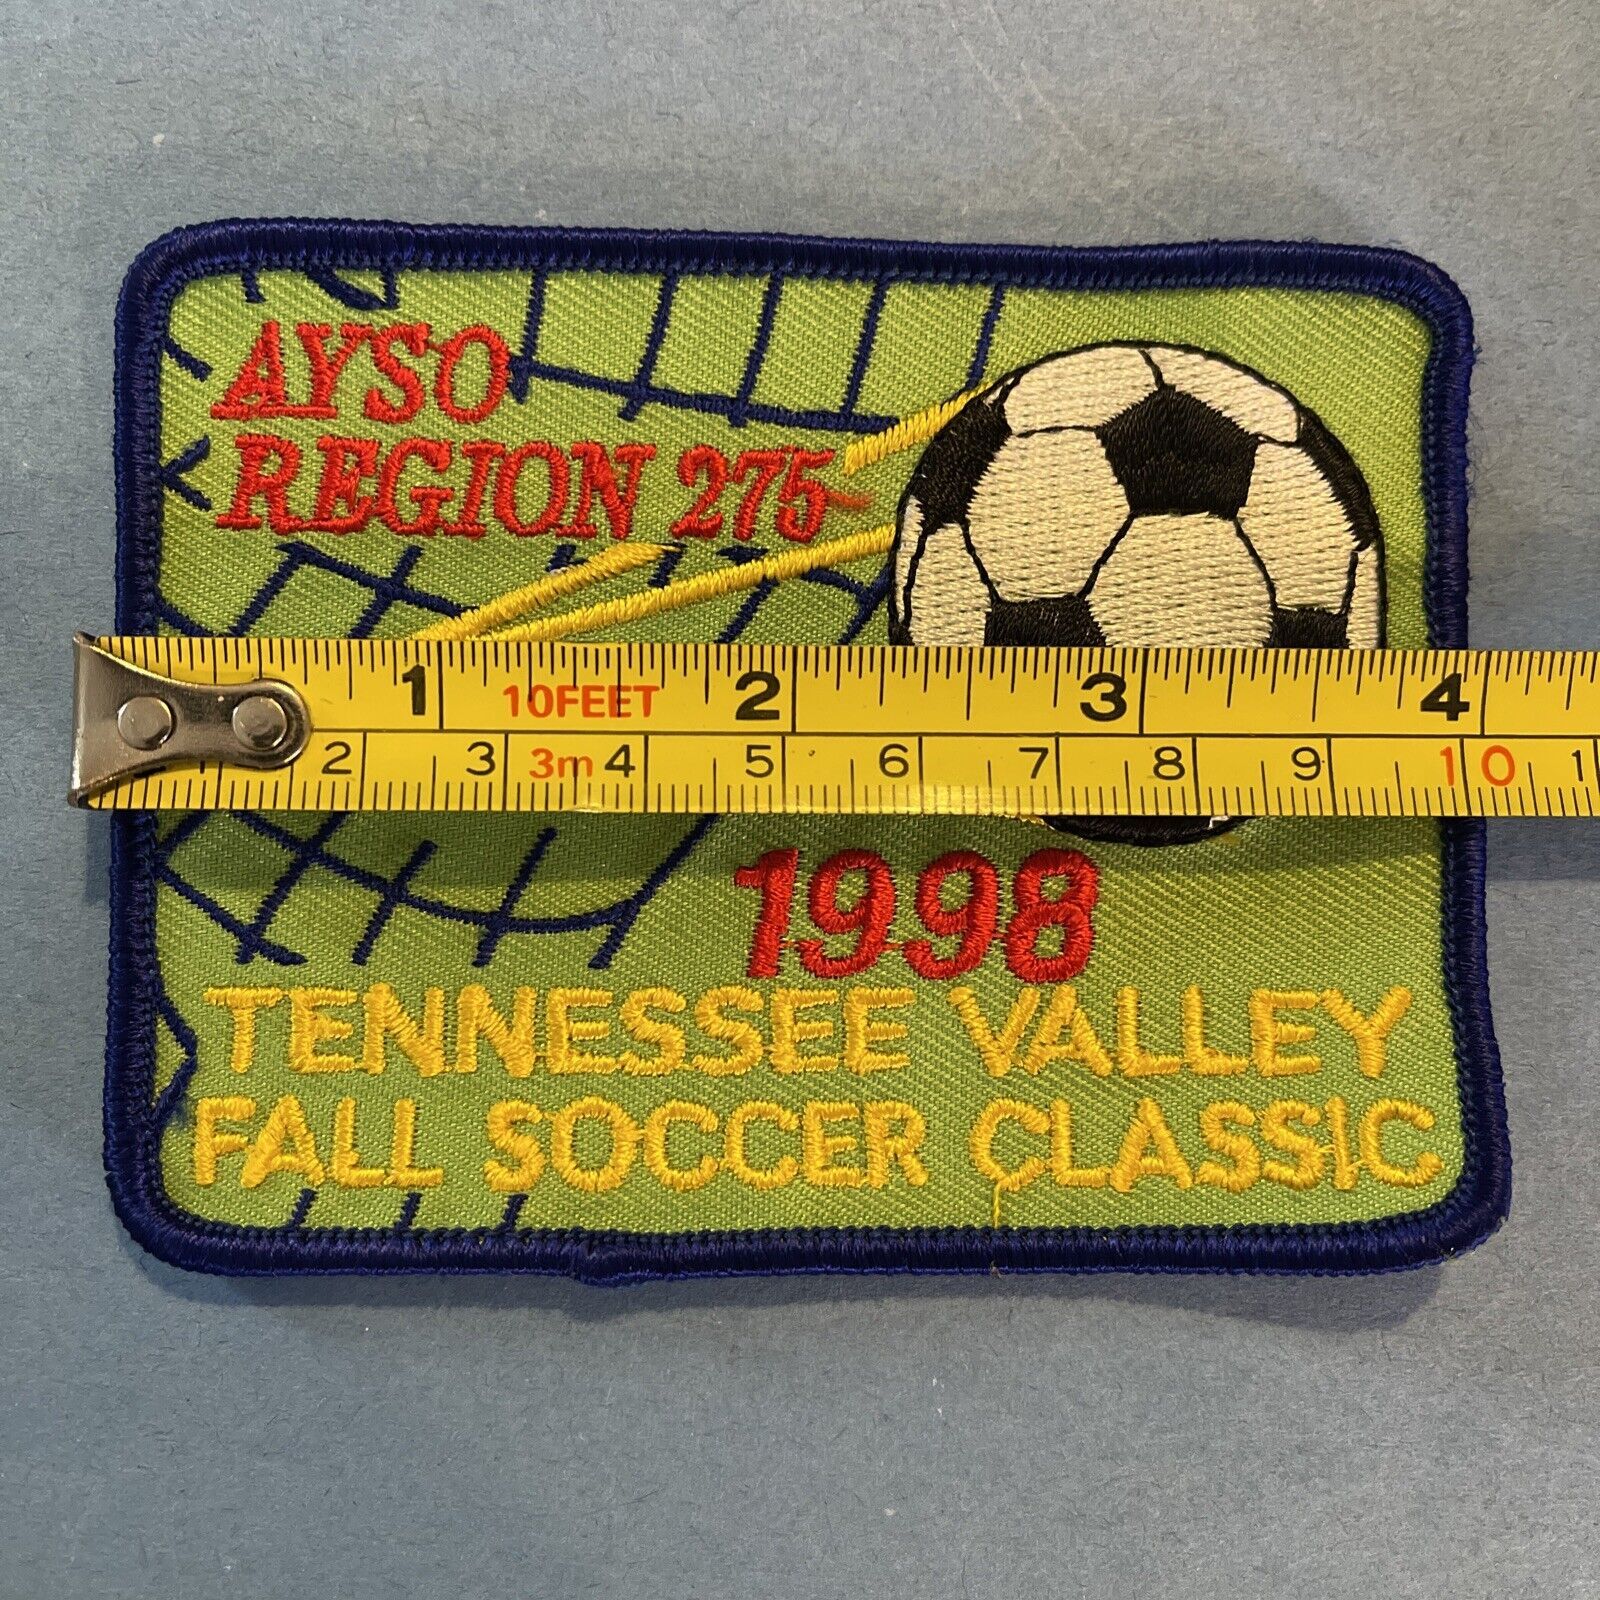 AYSO
REGION 275
1 10FEET 2 3 4
2 3 3m 4 5 6 7 8 9 10 1
1998
TENNESSEE VALLEY
FALL SOCCER CLASSIC